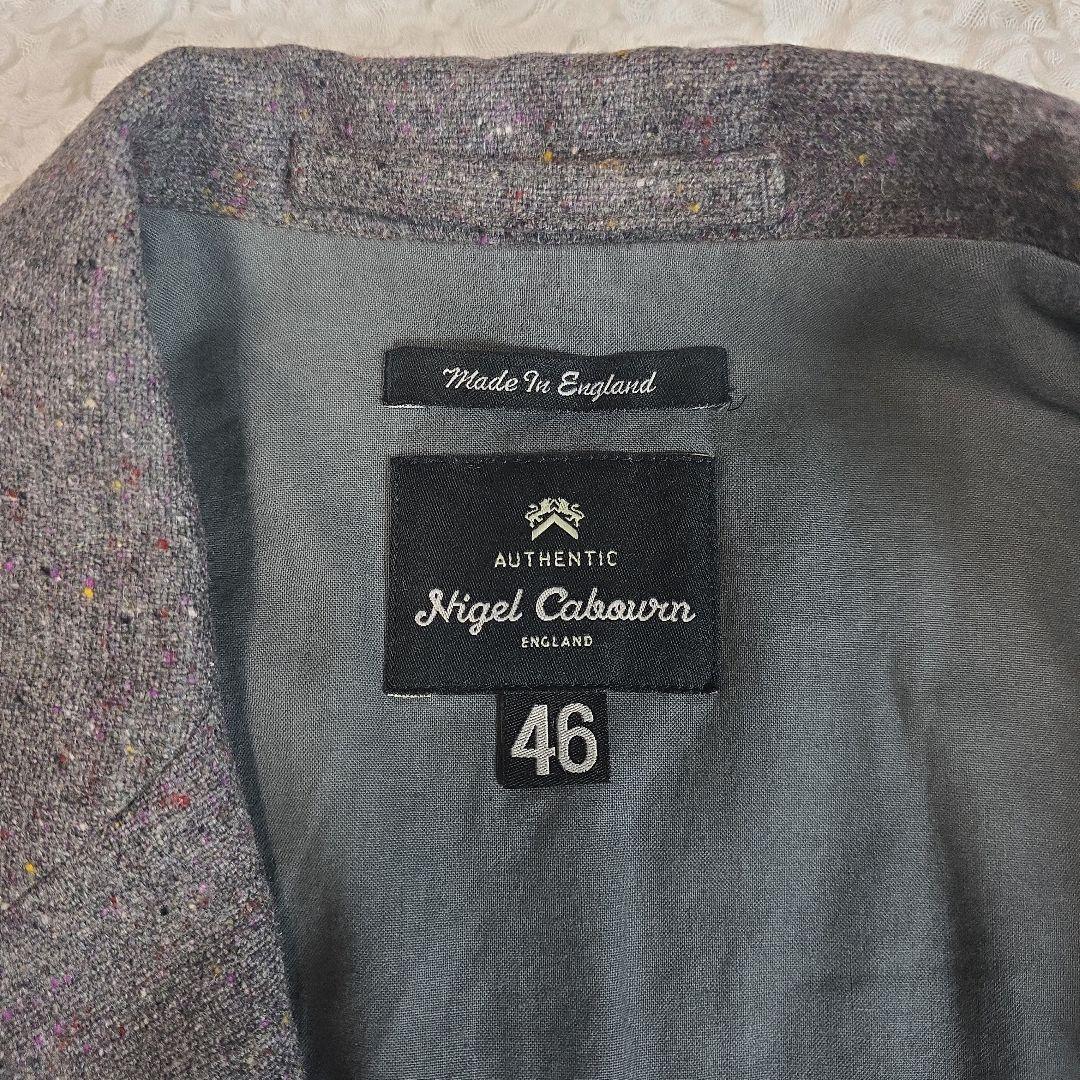 Made In England
AUTHENTIC
Nigel Cabourn
ENGLAND
46